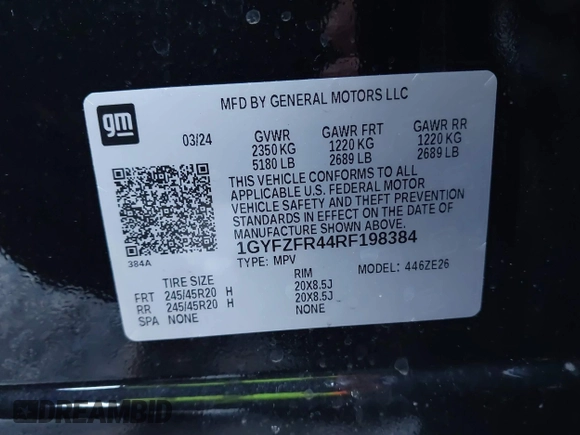 MFD BY GENERAL MOTORS LLC
gm
03/24 GVWR GAWR FRT GAWR RR
2350 KG 1220 KG 1220 KG
5180 LB 2689 LB 2689 LB
THIS VEHICLE CONFORMS TO ALL
APPLICABLE U.S. FEDERAL MOTOR
VEHICLE SAFETY AND THEFT PREVENTION
STANDARDS IN EFFECT ON THE DATE OF
MANUFACTURE SHOWN ABOVE.
1GYFZFR44RF198384
384A
TYPE: MPV MODEL: 446ZE26
TIRE SIZE RIM
FRT 245/45R20 H 20X8.5J
RR 245/45R20 H 20X8.5J
SPA NONE NONE
DREAMBID